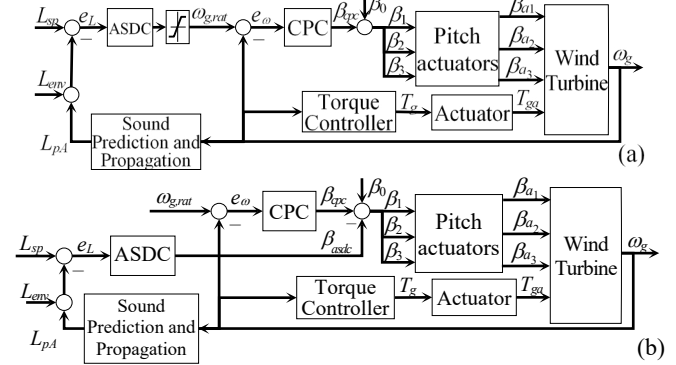 L_sp e_L ASDC ω_g,rat e_ω CPC β_cpc β_0 β_1 Pitch actuators β_a1 Wind Turbine ω_g
− −
β_2 β_a2
β_3 β_a3
L_env
Torque Controller T_g Actuator T_ga
L_pA Sound Prediction and Propagation
(a)
ω_g,rat e_ω CPC β_cpc β_0 β_1 Pitch actuators β_a1 Wind Turbine ω_g
− −
β_2 β_a2
L_sp e_L ASDC β_asdc β_3 β_a3
−
L_env
Torque Controller T_g Actuator T_ga
L_pA Sound Prediction and Propagation
(b)